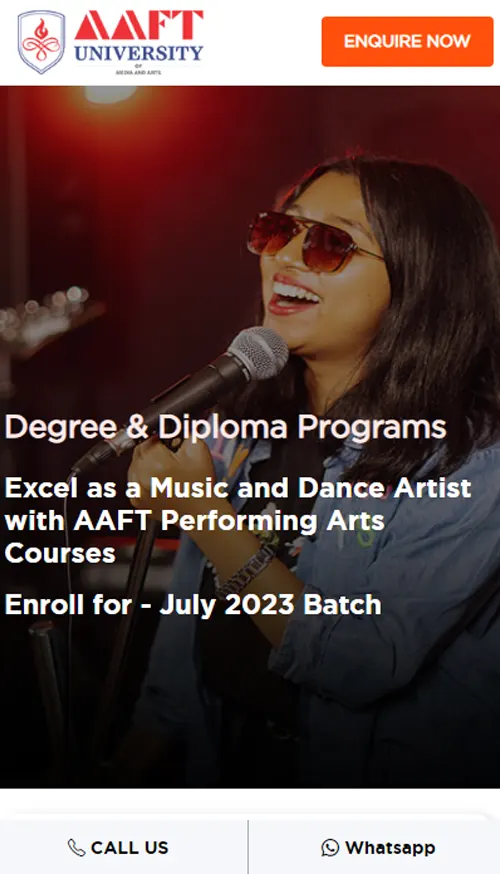 AAFT
UNIVERSITY
OF
MEDIA AND ARTS
ENQUIRE NOW
Degree & Diploma Programs
Excel as a Music and Dance Artist
with AAFT Performing Arts
Courses
Enroll for - July 2023 Batch
CALL US
Whatsapp